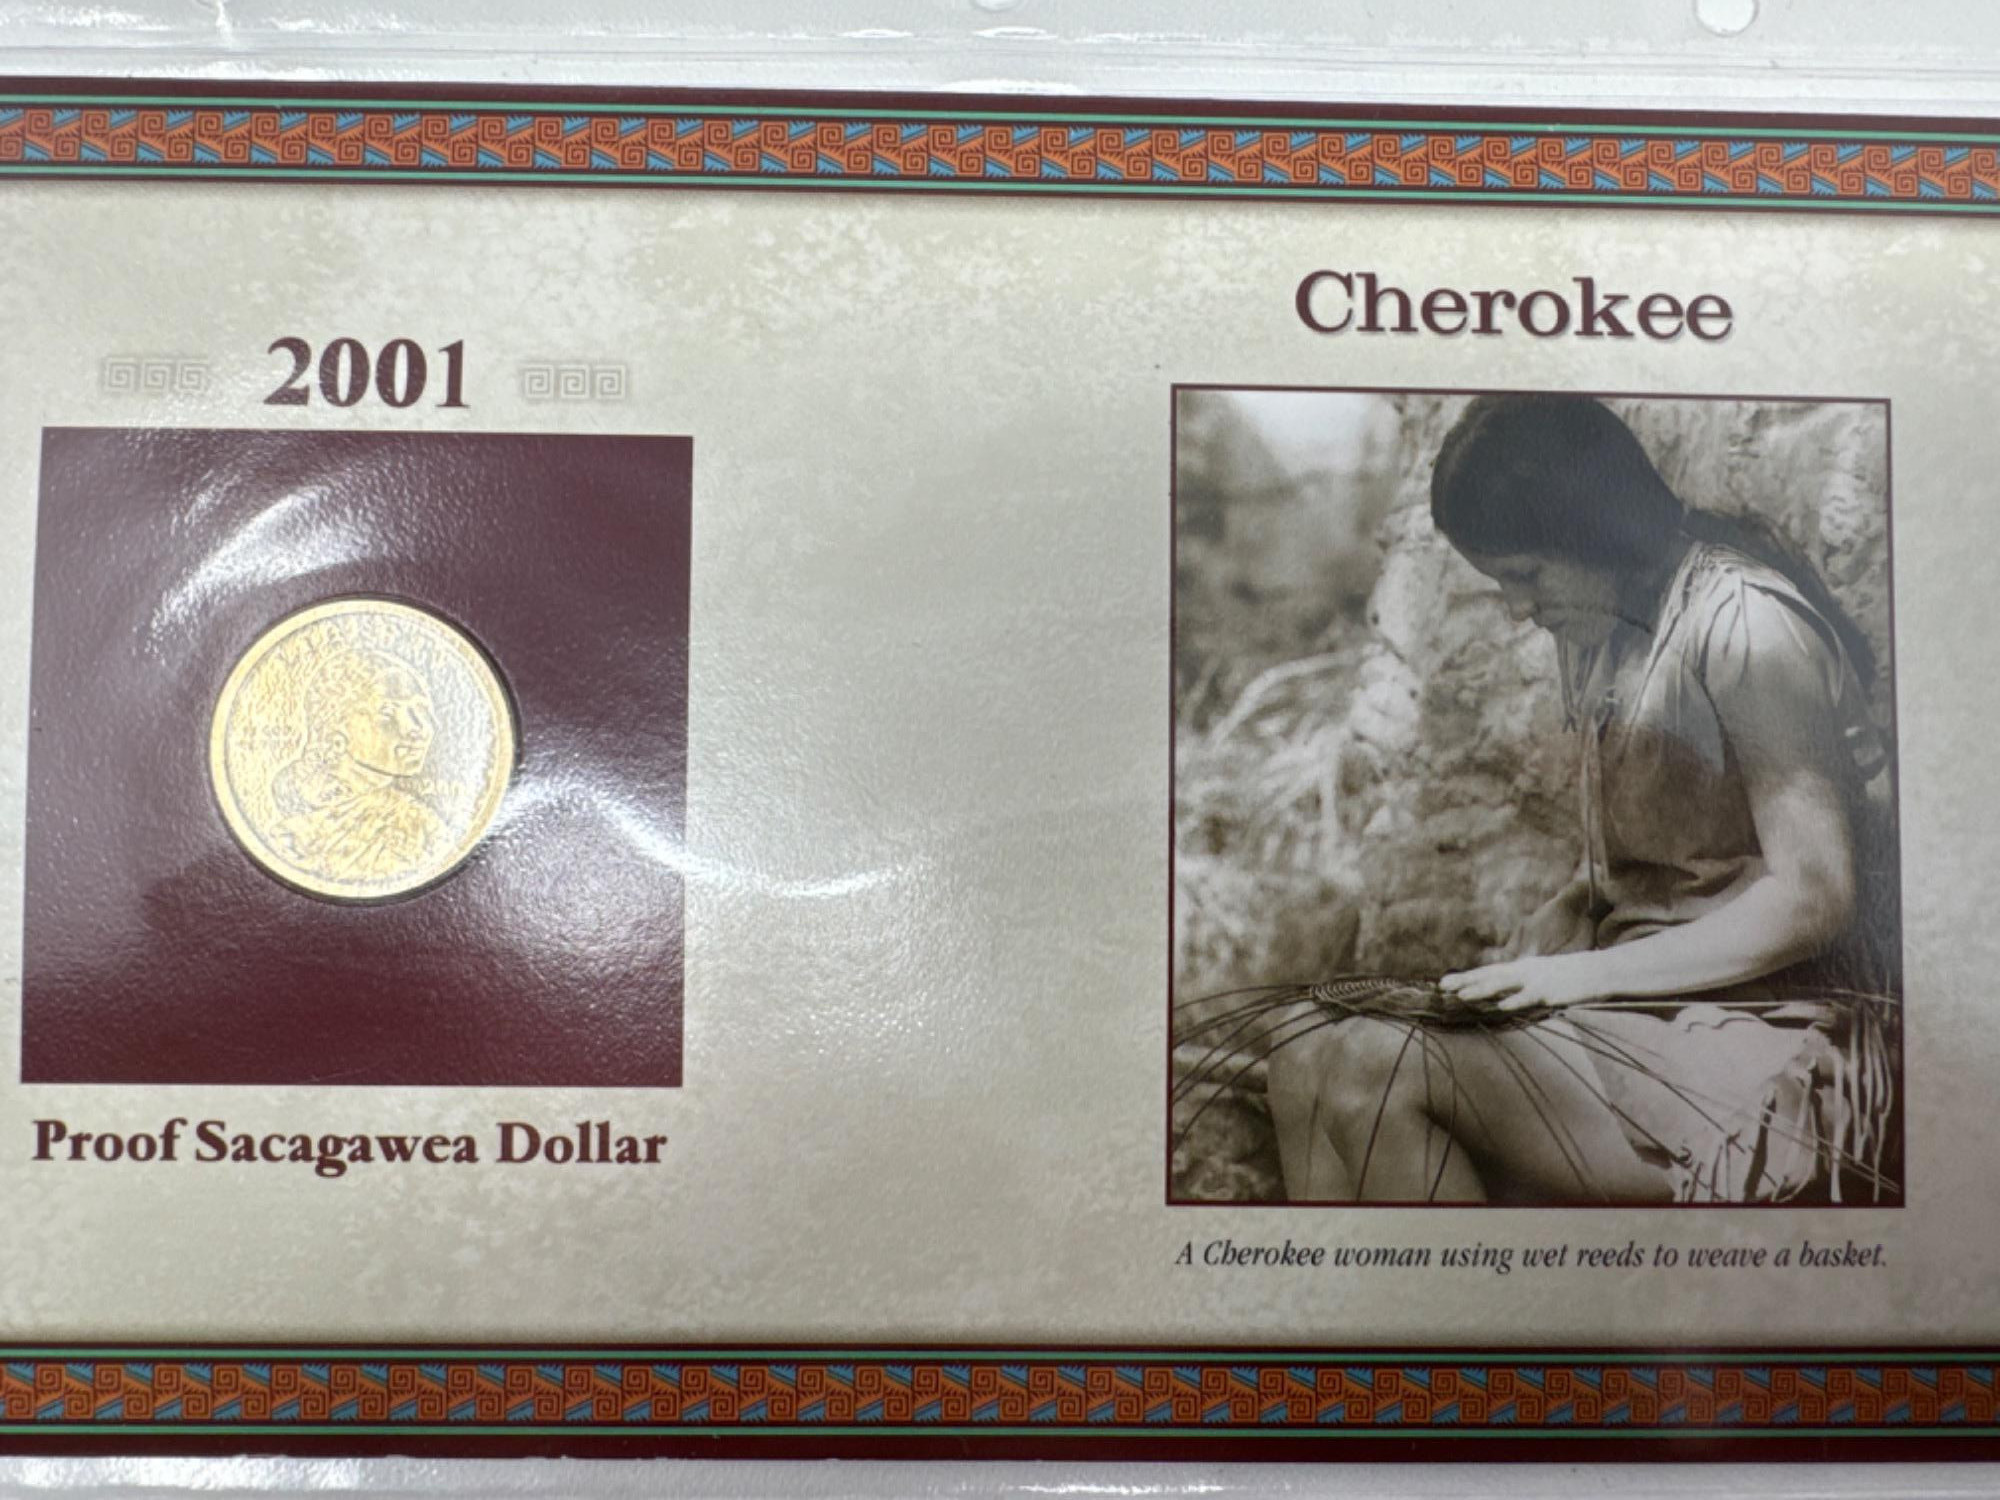 2001
Proof Sacagawea Dollar
Cherokee
A Cherokee woman using wet reeds to weave a basket.